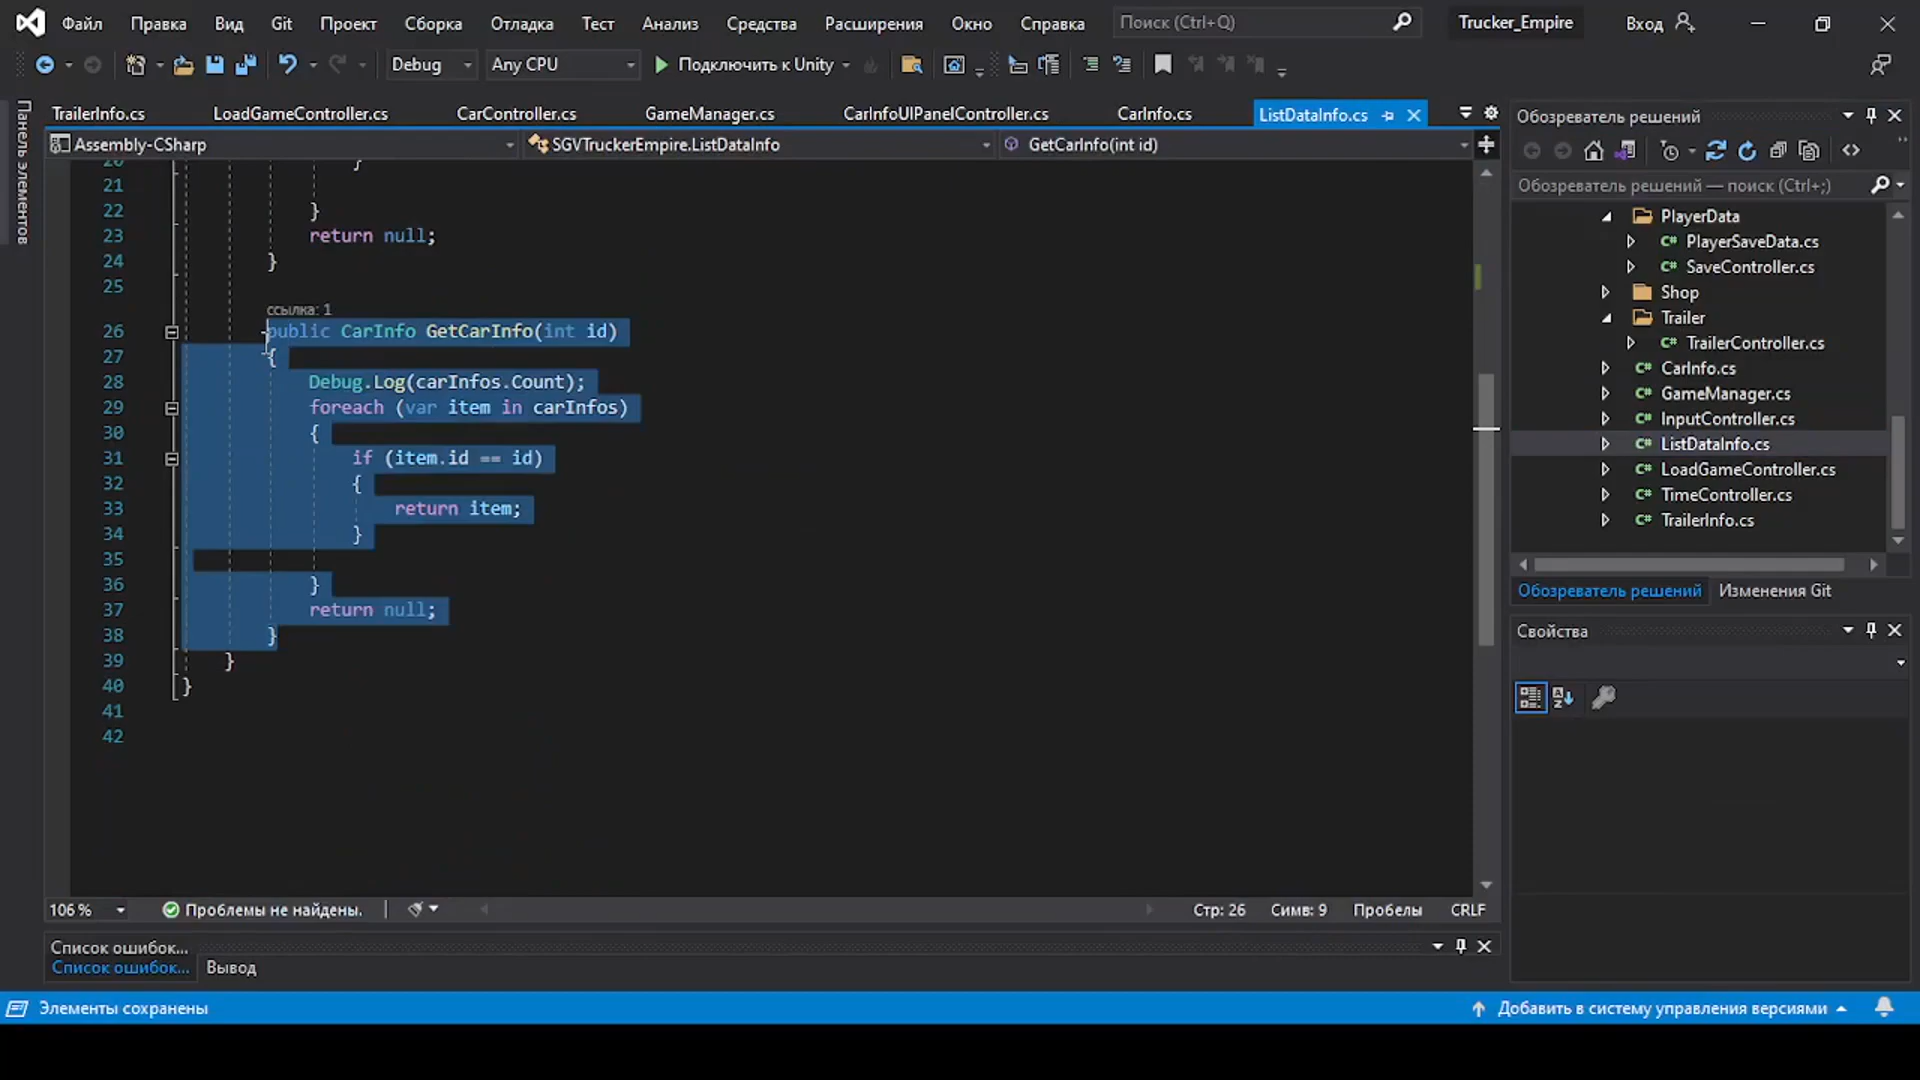 Файл Правка Вид Git Проект Сборка Отладка Тест Анализ Средства Расширения Окно Справка Поиск (Ctrl+Q) Trucker_Empire Вход
Debug Any CPU Подключить к Unity
Панель элементов
TrailerInfo.cs LoadGameController.cs CarController.cs GameManager.cs CarInfoUIPanelController.cs CarInfo.cs ListDataInfo.cs
Assembly-CSharp SGVTruckerEmpire.ListDataInfo GetCarInfo(int id)
20 }
21
22 }
23 return null;
24 }
25
ссылка: 1
26 public CarInfo GetCarInfo(int id)
27 {
28 Debug.Log(carInfos.Count);
29 foreach (var item in carInfos)
30 {
31 if (item.id == id)
32 {
33 return item;
34 }
35
36 }
37 return null;
38 }
39 }
40 }
41
42
106 % Проблемы не найдены. Стр: 26 Симв: 9 Пробелы CRLF
Список ошибок...
Список ошибок... Вывод
Обозреватель решений
Обозреватель решений — поиск (Ctrl+;)
PlayerData
PlayerSaveData.cs
SaveController.cs
Shop
Trailer
TrailerController.cs
CarInfo.cs
GameManager.cs
InputController.cs
ListDataInfo.cs
LoadGameController.cs
TimeController.cs
TrailerInfo.cs
Обозреватель решений Изменения Git
Свойства
Элементы сохранены Добавить в систему управления версиями